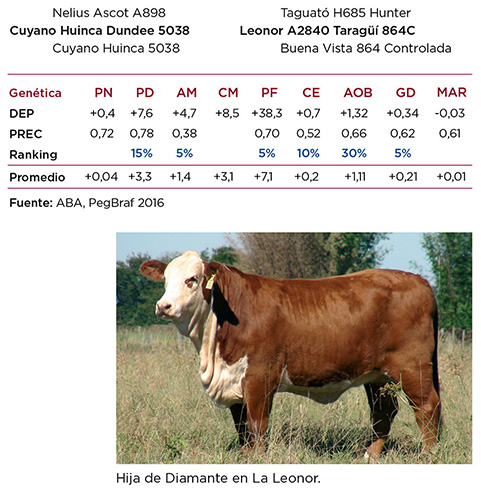 Nelius Ascot A898 Taguató H685 Hunter
Cuyano Huinca Dundee 5038 Leonor A2840 Taragüí 864C
Cuyano Huinca 5038 Buena Vista 864 Controlada
Genética PN PD AM CM PF CE AOB GD MAR
DEP +0,4 +7,6 +4,7 +8,5 +38,3 +0,7 +1,32 +0,34 -0,03
PREC 0,72 0,78 0,38 0,70 0,52 0,66 0,62 0,61
Ranking 15% 5% 5% 10% 30% 5%
Promedio +0,04 +3,3 +1,4 +3,1 +7,1 +0,2 +1,11 +0,21 +0,01
Fuente: ABA, PegBraf 2016
Hija de Diamante en La Leonor.